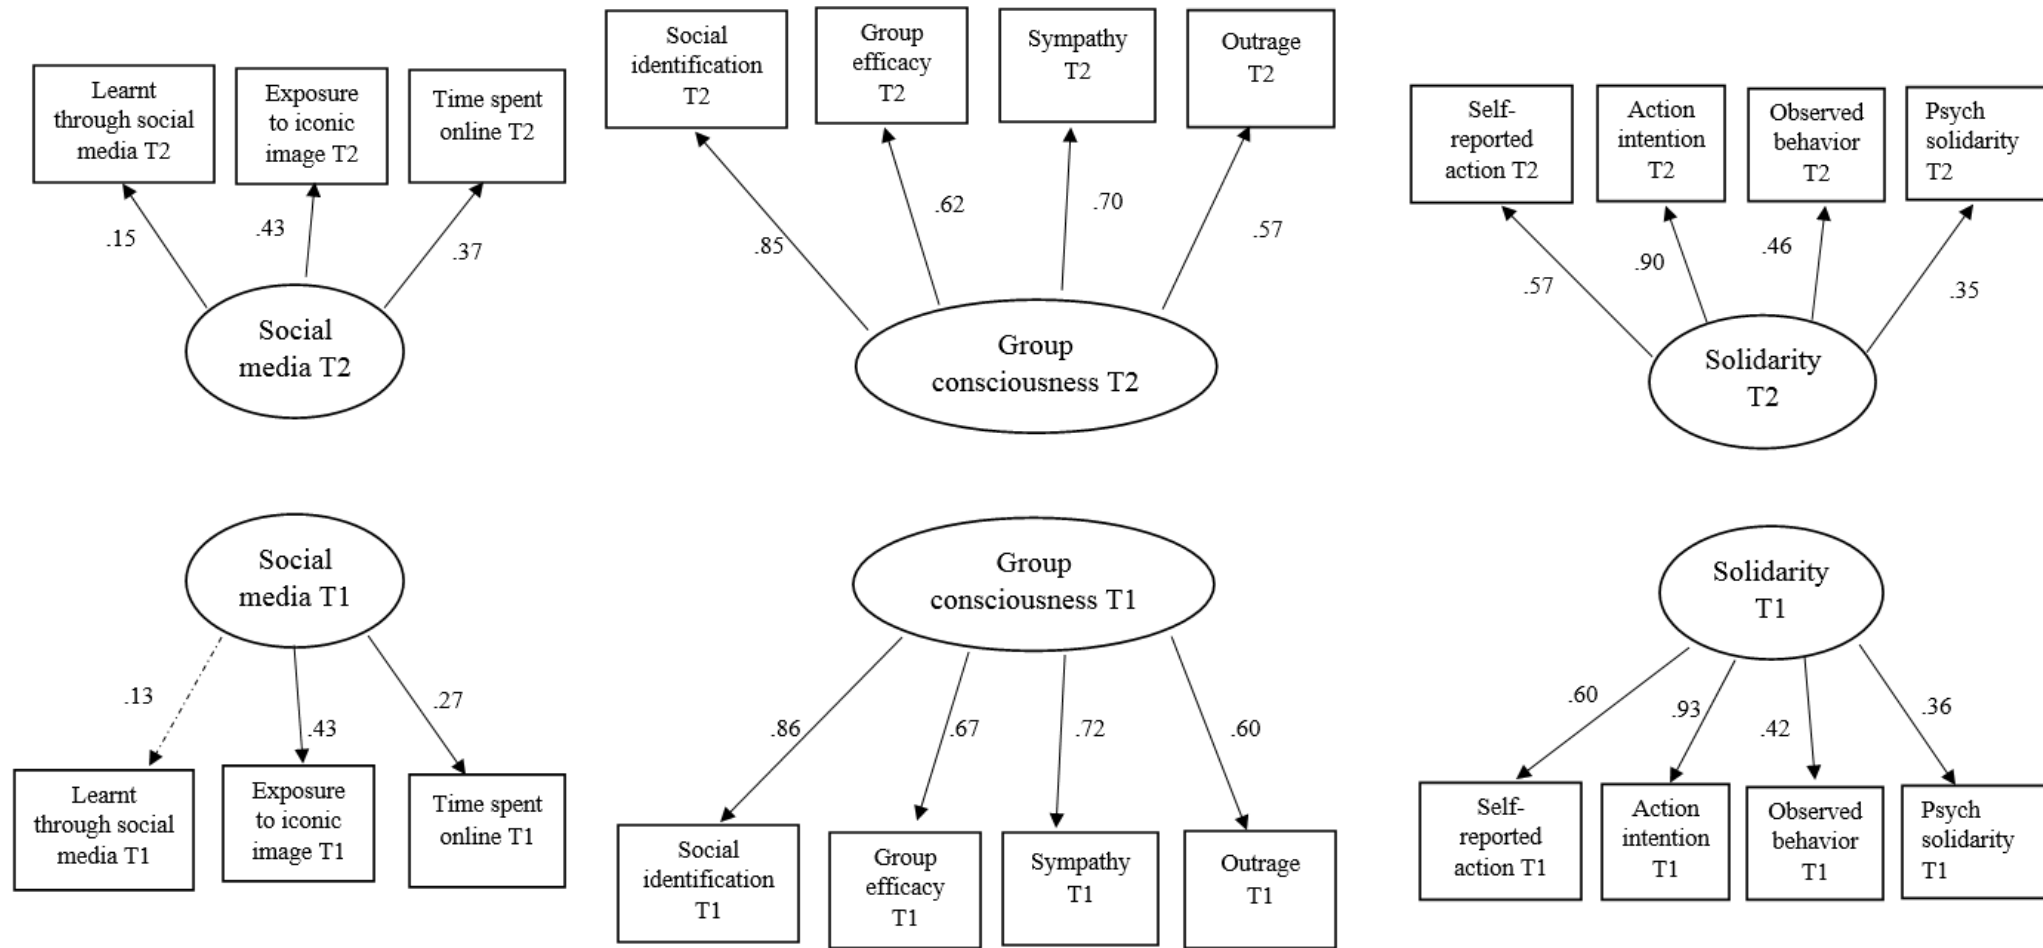 Learnt
through social
media T2
Exposure
to iconic
image T2
Time spent
online T2
Social
identification
T2
Group
efficacy
T2
Sympathy
T2
Outrage
T2
Self-
reported
action T2
Action
intention
T2
Observed
behavior
T2
Psych
solidarity
T2
.15
.43
.37
.85
.62
.70
.57
.57
.90
.46
.35
Social
media T2
Group
consciousness T2
Solidarity
T2
Social
media T1
Group
consciousness T1
Solidarity
T1
.13
.43
.27
.86
.67
.72
.60
.60
.93
.42
.36
Learnt
through social
media T1
Exposure
to iconic
image T1
Time spent
online T1
Social
identification
T1
Group
efficacy
T1
Sympathy
T1
Outrage
T1
Self-
reported
action T1
Action
intention
T1
Observed
behavior
T1
Psych
solidarity
T1